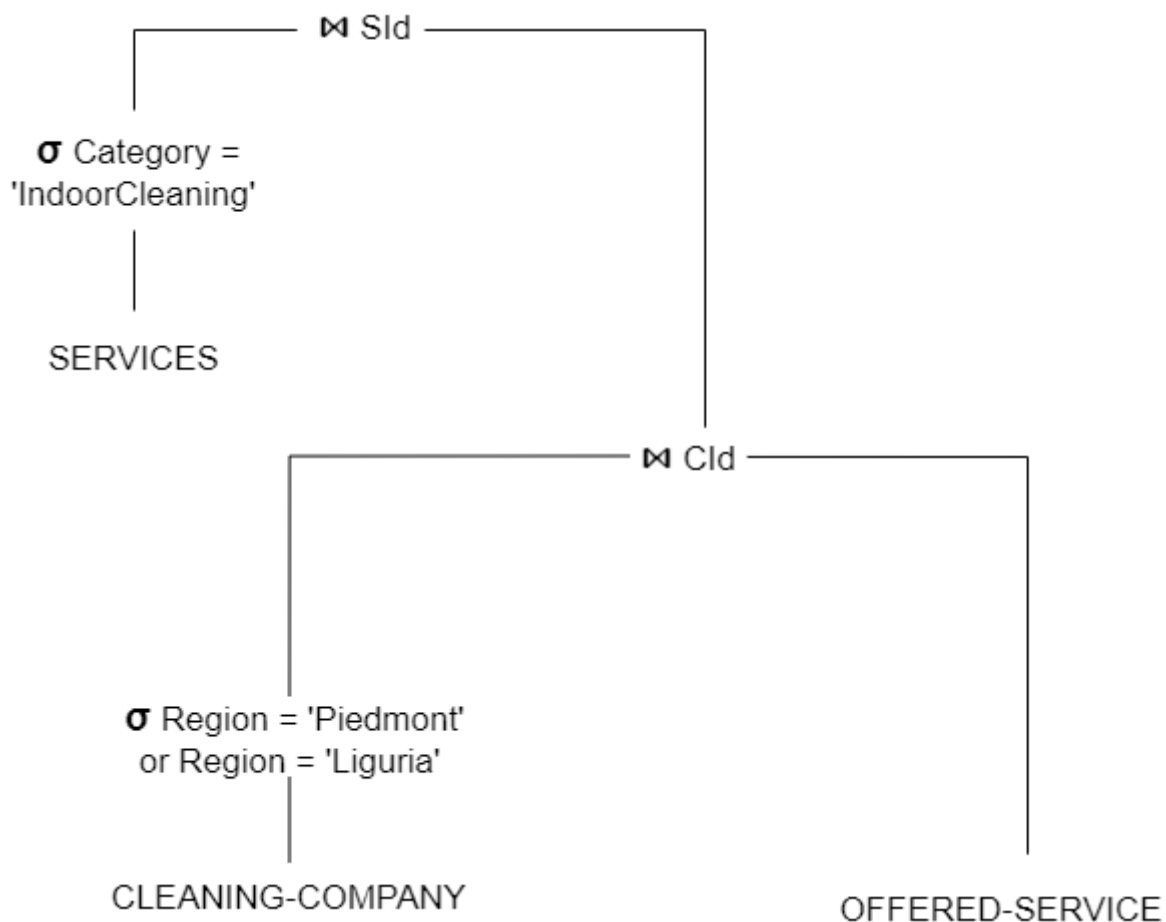 ⋈ SId
σ Category =
'IndoorCleaning'
SERVICES
⋈ CId
σ Region = 'Piedmont'
or Region = 'Liguria'
CLEANING-COMPANY
OFFERED-SERVICE